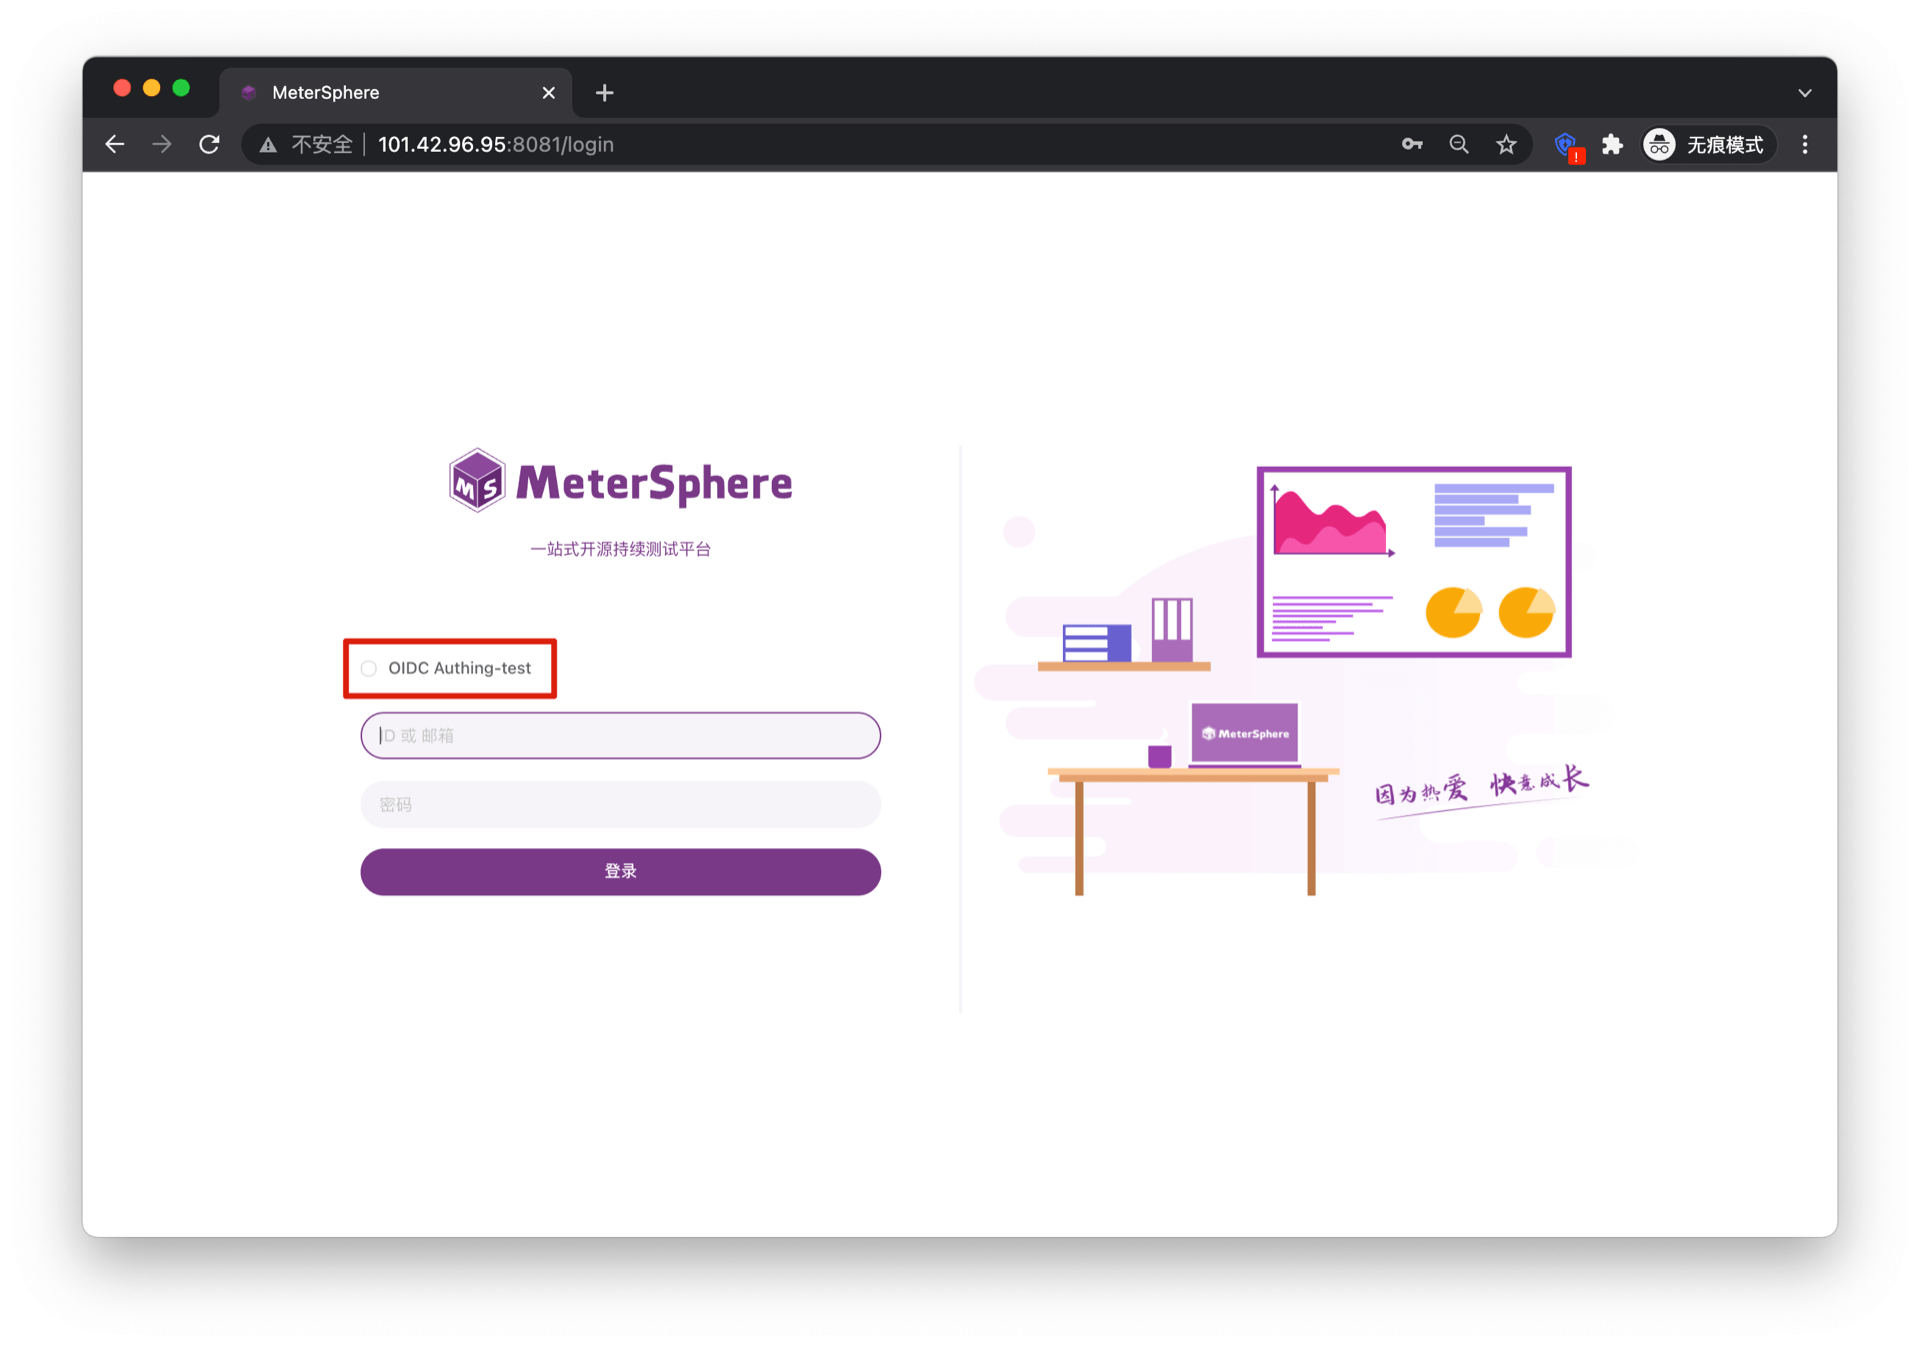 MeterSphere
不安全
101.42.96.95:8081/login
!
无痕模式
MS MeterSphere
一站式开源持续测试平台
OIDC Authing-test
ID 或 邮箱
密码
登录
MeterSphere
因为热爱 快意成长